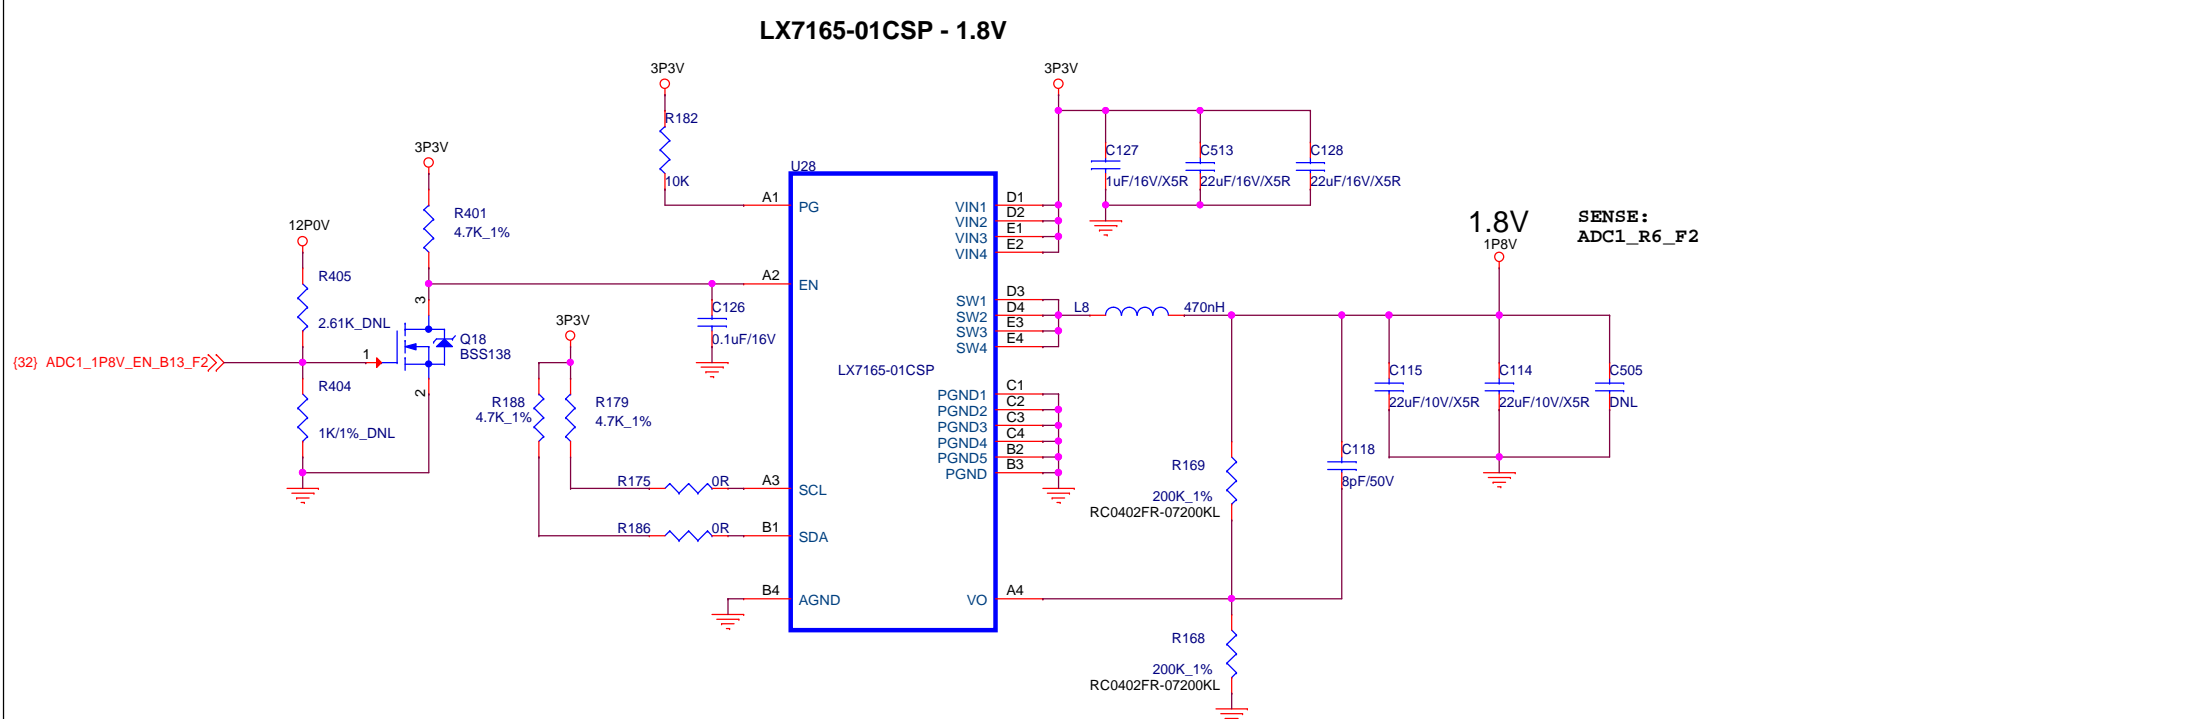 LX7165-01CSP - 1.8V
3P3V
R182
10K
3P3V
C127
1uF/16V/X5R
C513
22uF/16V/X5R
C128
22uF/16V/X5R
3P3V
R401
4.7K_1%
12P0V
R405
2.61K_DNL
3
Q18
BSS138
1
2
{32} ADC1_1P8V_EN_B13_F2
R404
1K/1%_DNL
C126
0.1uF/16V
3P3V
R188
4.7K_1%
R179
4.7K_1%
R175
0R
R186
0R
U28
A1
PG
A2
EN
A3
SCL
B1
SDA
B4
AGND
LX7165-01CSP
VIN1
D1
VIN2
D2
VIN3
E1
VIN4
E2
SW1
D3
SW2
D4
SW3
E3
SW4
E4
PGND1
C1
PGND2
C2
PGND3
C3
PGND4
C4
PGND5
B2
PGND
B3
VO
A4
L8
470nH
1.8V
1P8V
SENSE:
ADC1_R6_F2
C115
22uF/10V/X5R
C114
22uF/10V/X5R
C505
DNL
C118
8pF/50V
R169
200K_1%
RC0402FR-07200KL
R168
200K_1%
RC0402FR-07200KL